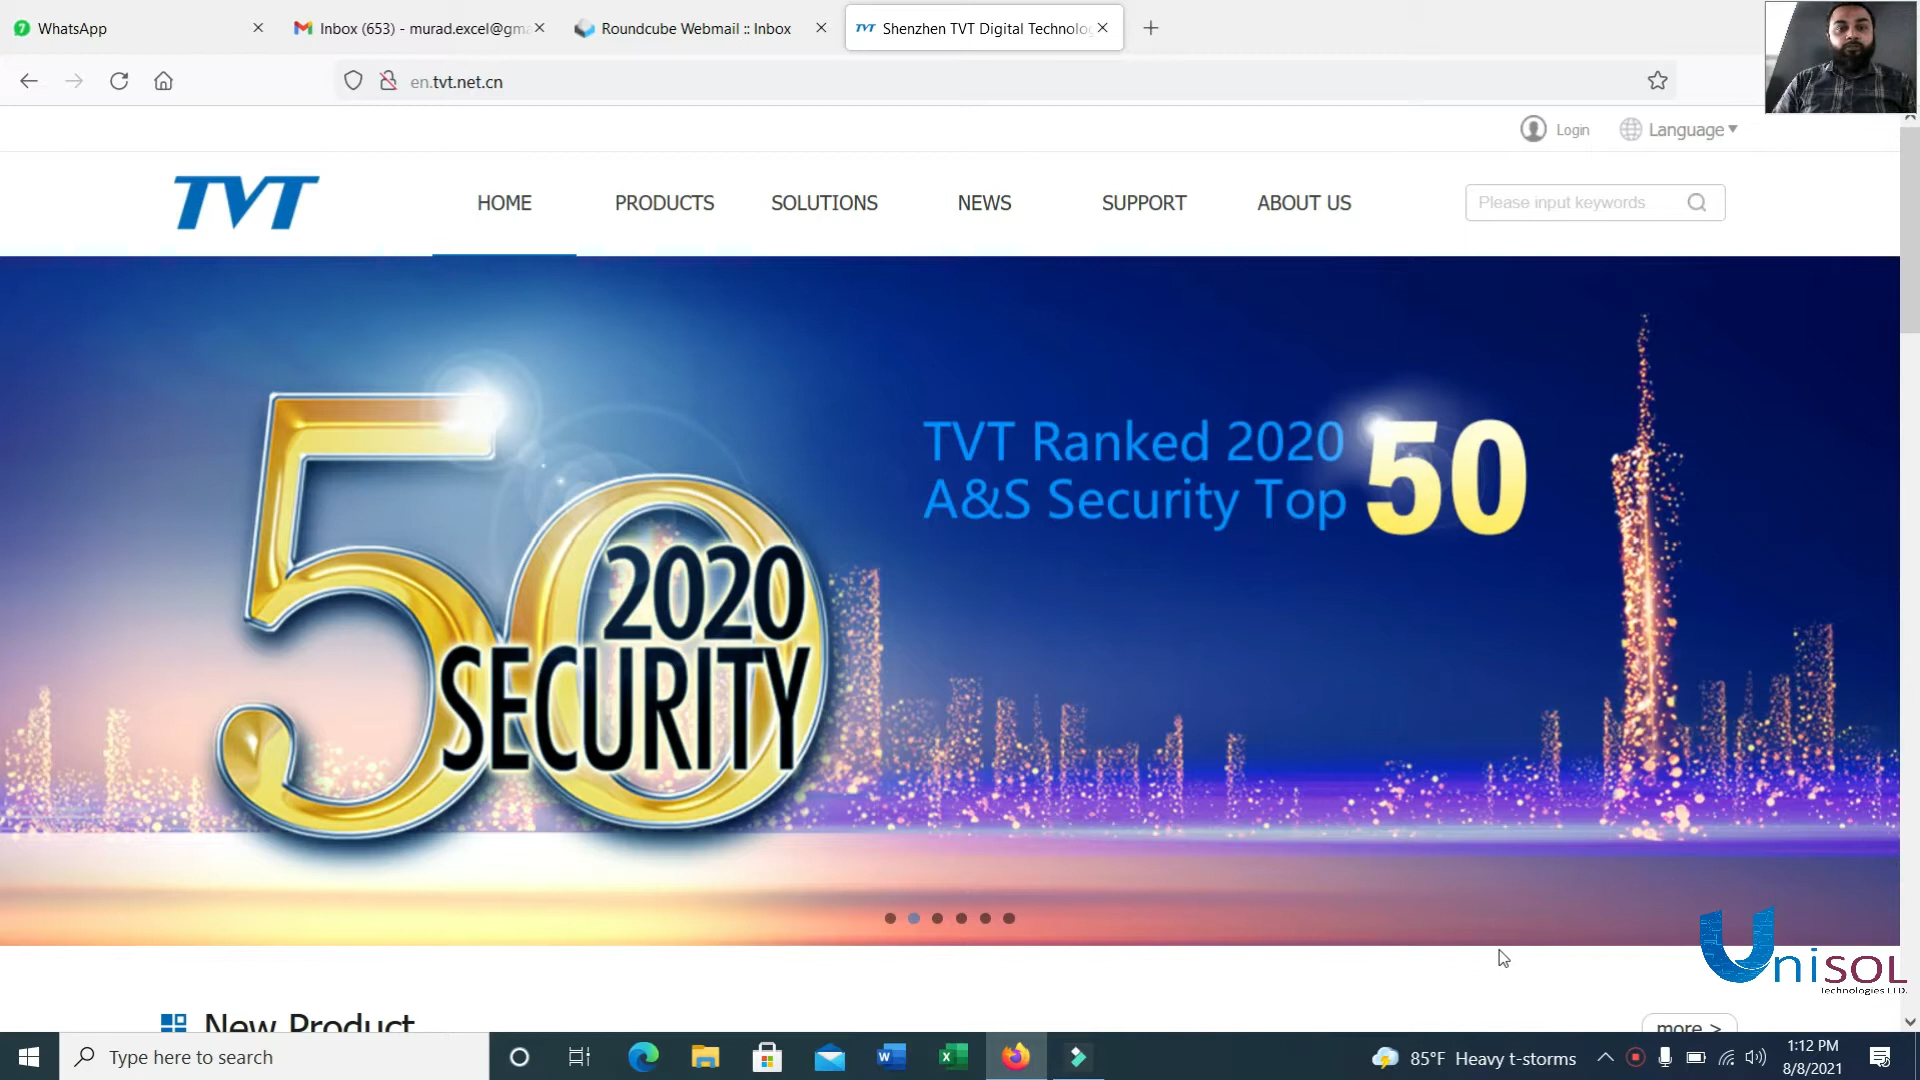 WhatsApp
Inbox (653) - murad.excel@gma
Roundcube Webmail :: Inbox
TVT Shenzhen TVT Digital Technolo
en.tvt.net.cn
Login
Language
TVT
HOME
PRODUCTS
SOLUTIONS
NEWS
SUPPORT
ABOUT US
Please input keywords
50
2020
SECURITY
TVT Ranked 2020
A&S Security Top 50
Unisol
Technologies LTD.
New Product
more >
Type here to search
85°F Heavy t-storms
1:12 PM
8/8/2021